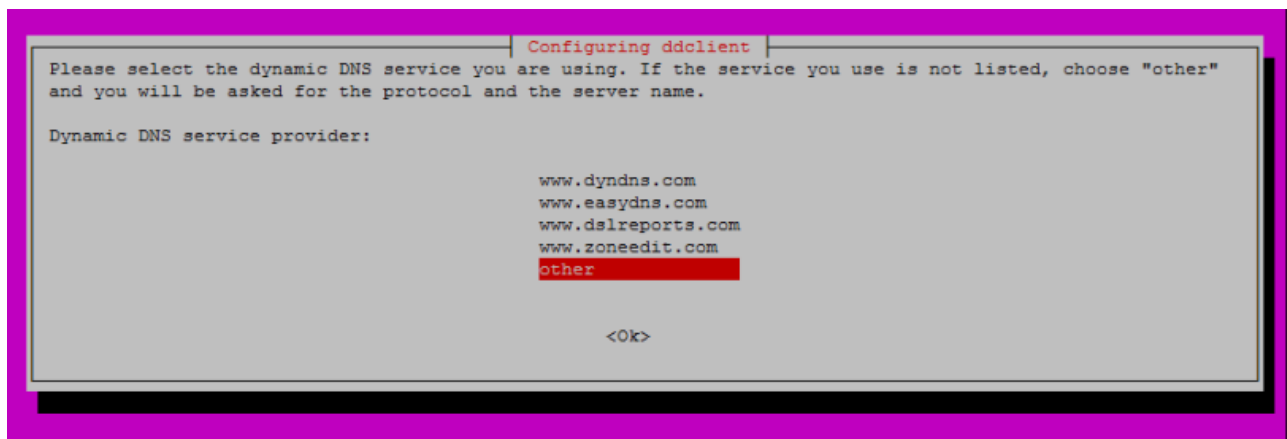 Configuring ddclient
Please select the dynamic DNS service you are using. If the service you use is not listed, choose "other"
and you will be asked for the protocol and the server name.
Dynamic DNS service provider:
www.dyndns.com
www.easydns.com
www.dslreports.com
www.zoneedit.com
other
<Ok>